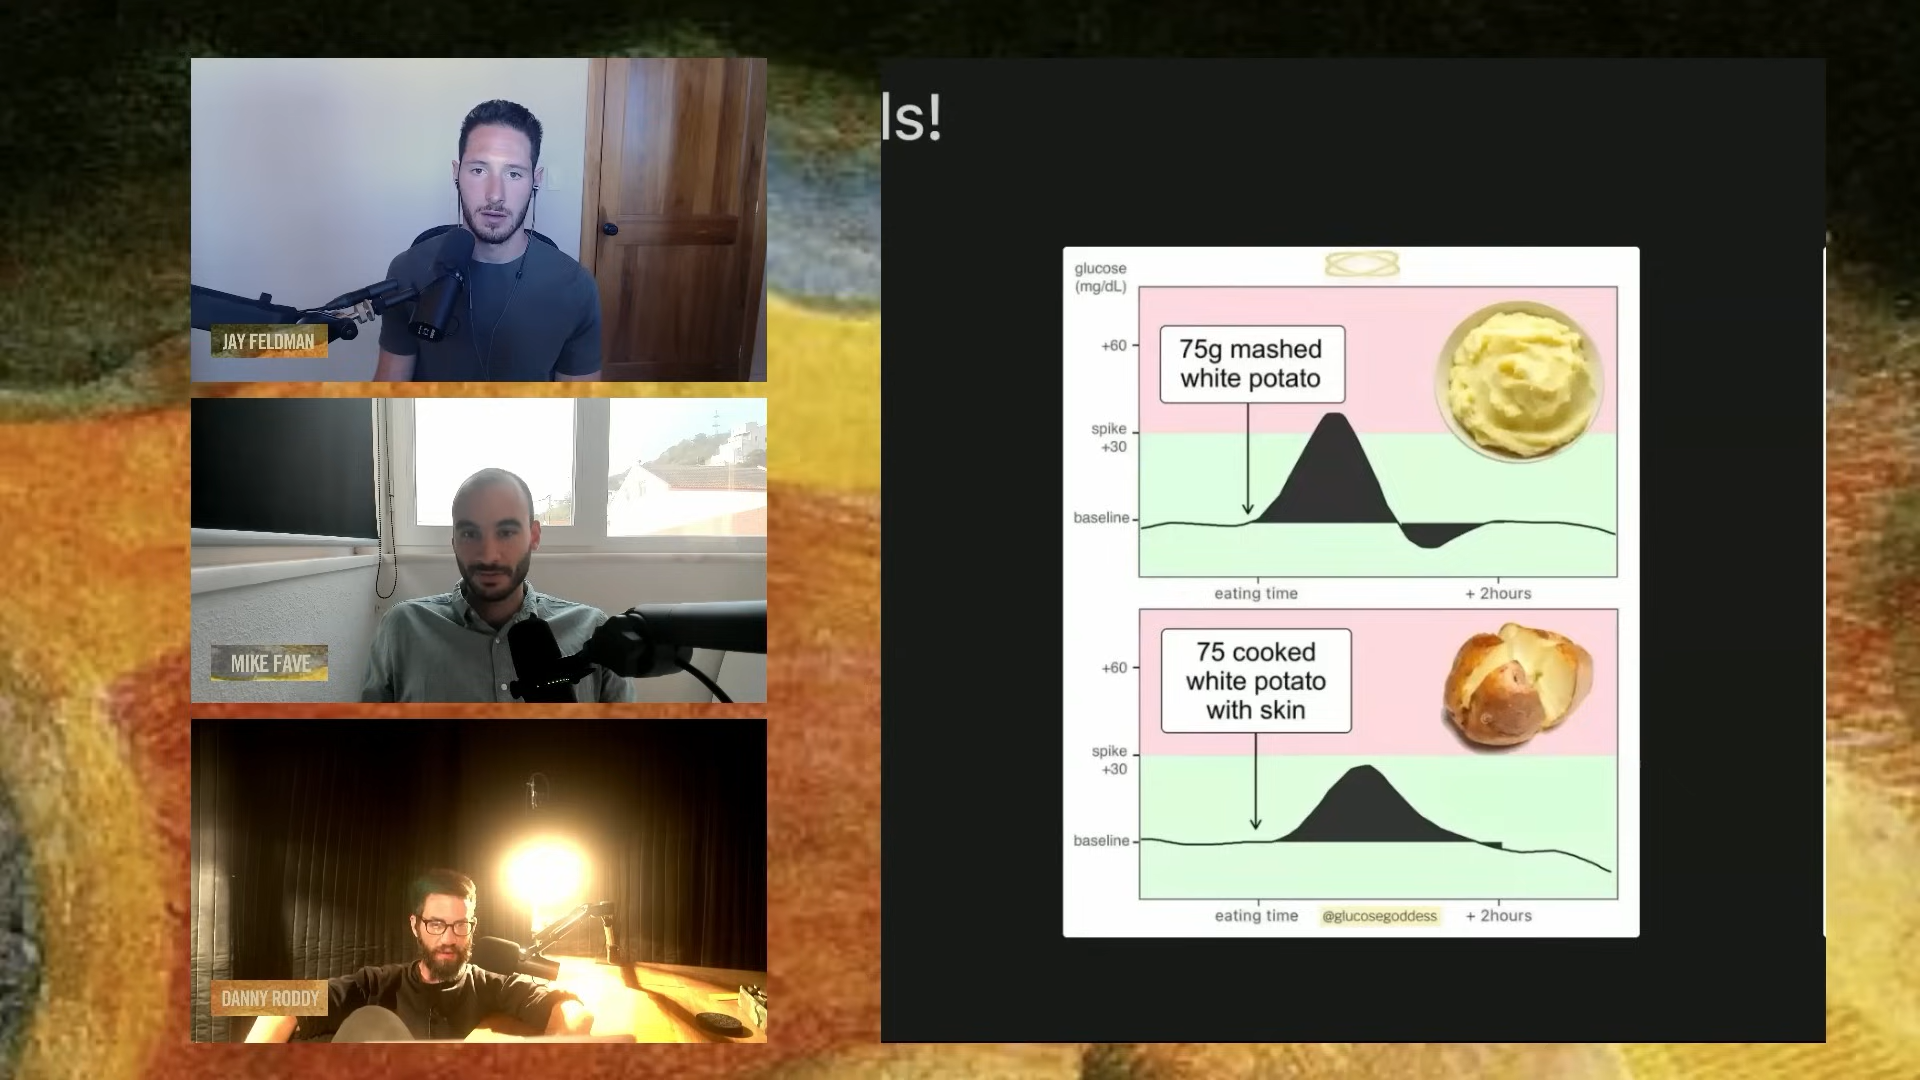 JAY FELDMAN
MIKE FAVE
DANNY RODDY
ls!
glucose
(mg/dL)
+60
75g mashed
white potato
spike
+30
baseline
eating time
+ 2hours
+60
75 cooked
white potato
with skin
spike
+30
baseline
eating time
@glucosegoddess
+ 2hours